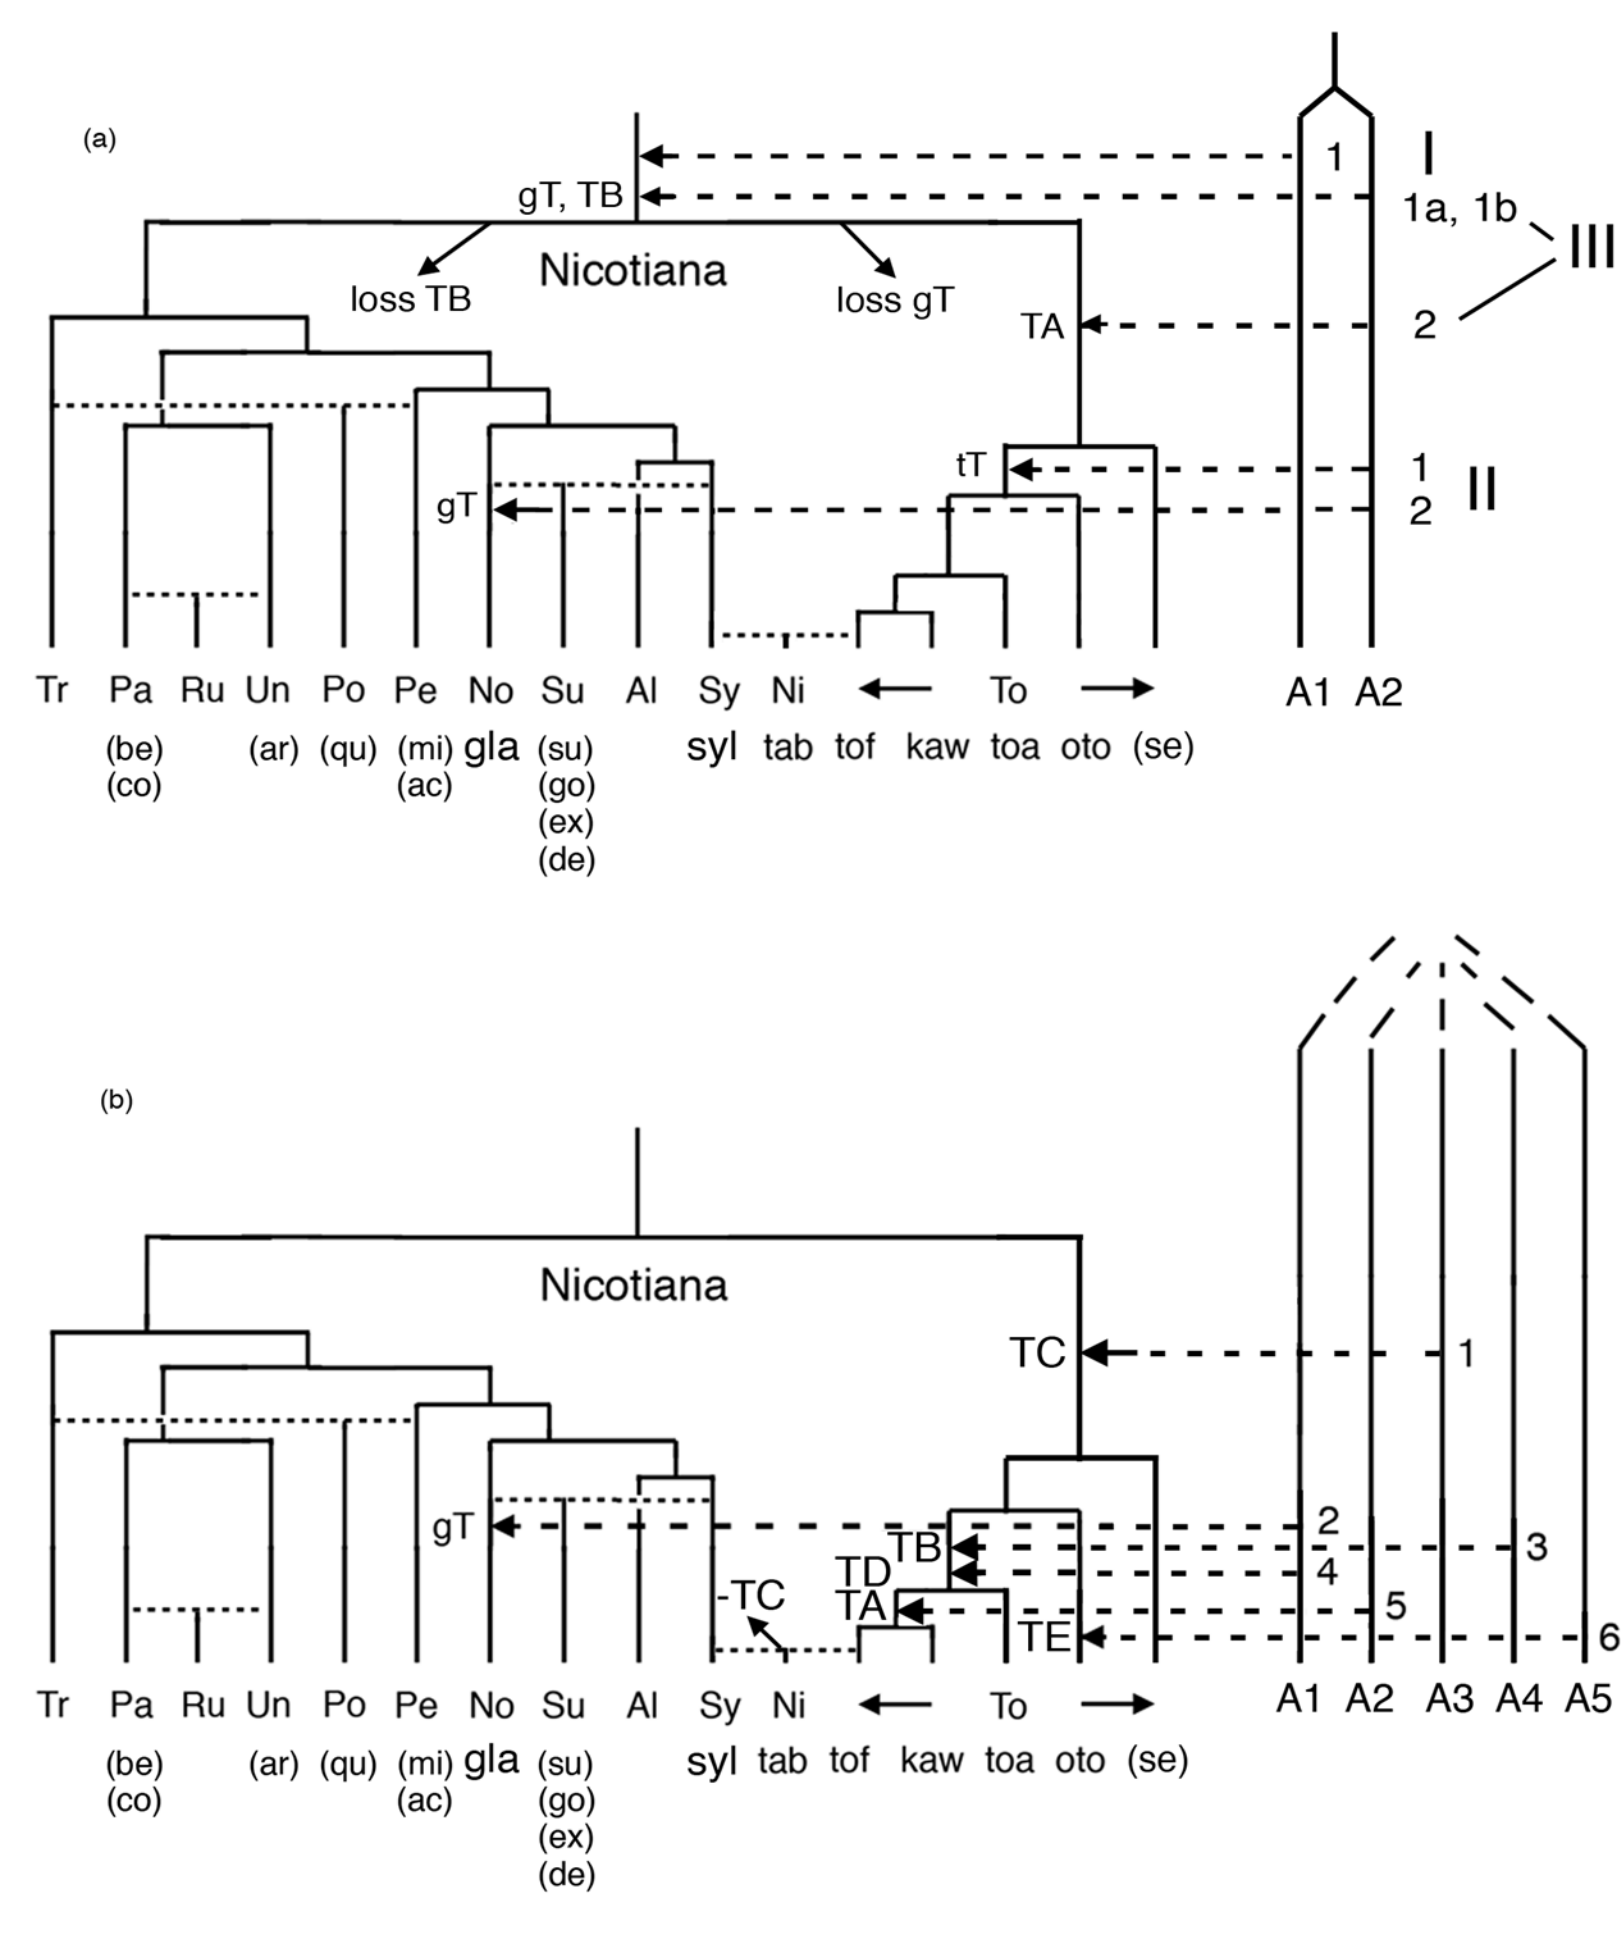 (a)
1 I
gT, TB 1a, 1b
III
Nicotiana
loss TB loss gT
TA 2
tT 1
II
gT 2
Tr Pa Ru Un Po Pe No Su Al Sy Ni To A1 A2
(be) (ar) (qu) (mi) gla (su) syl tab tof kaw toa oto (se)
(co) (ac) (go)
(ex)
(de)
(b)
Nicotiana
TC 1
gT 2
TB 3
TD 4
-TC TA 5
TE 6
Tr Pa Ru Un Po Pe No Su Al Sy Ni To A1 A2 A3 A4 A5
(be) (ar) (qu) (mi) gla (su) syl tab tof kaw toa oto (se)
(co) (ac) (go)
(ex)
(de)